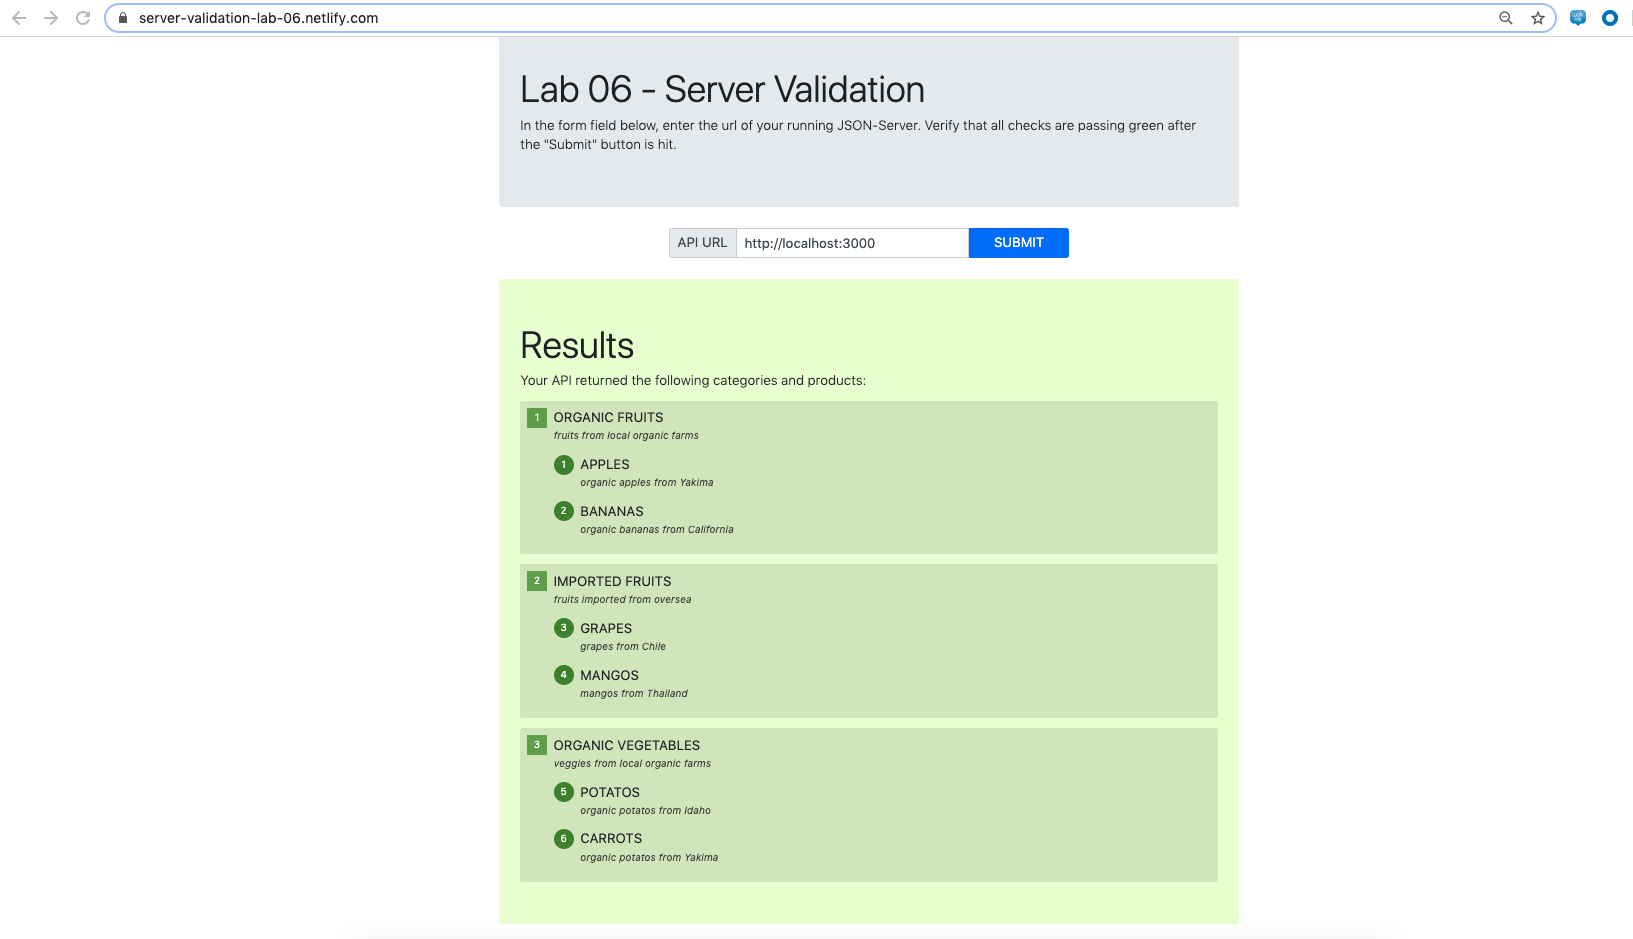 server-validation-lab-06.netlify.com
Lab 06 - Server Validation
In the form field below, enter the url of your running JSON-Server. Verify that all checks are passing green after
the "Submit" button is hit.
API URL http://localhost:3000 SUBMIT
Results
Your API returned the following categories and products:
1 ORGANIC FRUITS
fruits from local organic farms
1 APPLES
organic apples from Yakima
2 BANANAS
organic bananas from California
2 IMPORTED FRUITS
fruits imported from oversea
3 GRAPES
grapes from Chile
4 MANGOS
mangos from Thailand
3 ORGANIC VEGETABLES
veggies from local organic farms
5 POTATOS
organic potatos from Idaho
6 CARROTS
organic potatos from Yakima